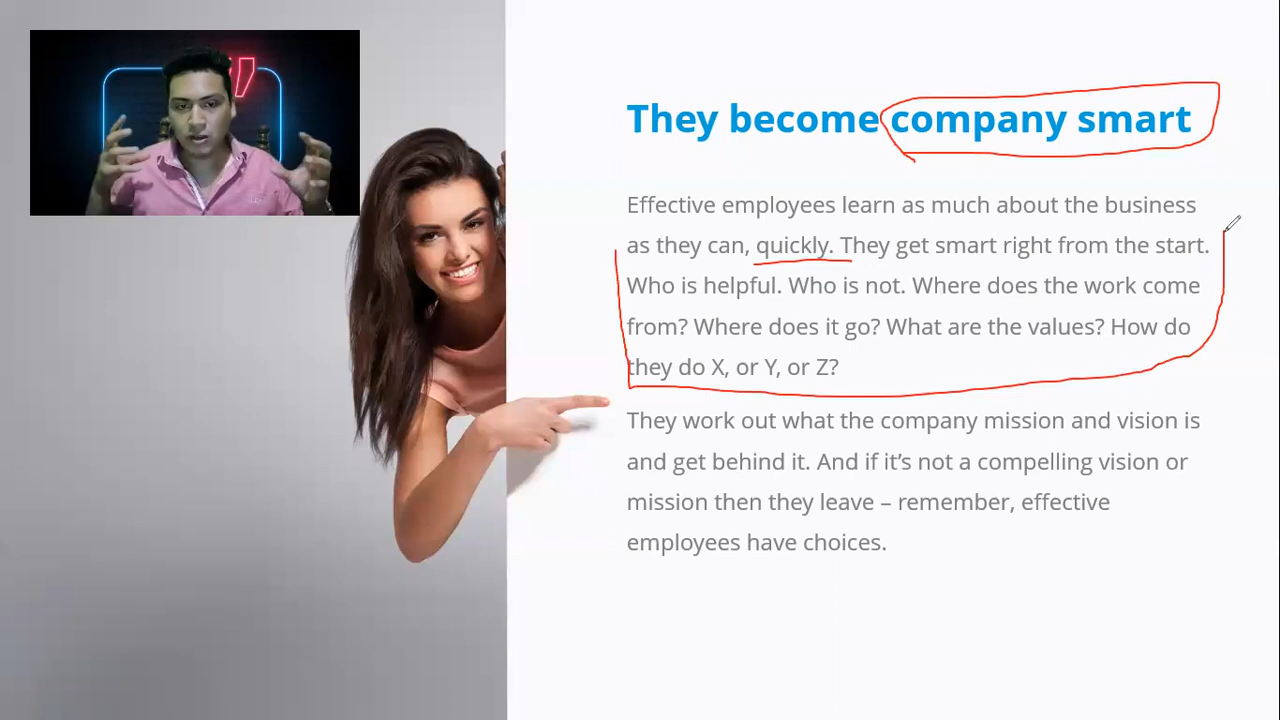 They become company smart
Effective employees learn as much about the business
as they can, quickly. They get smart right from the start.
Who is helpful. Who is not. Where does the work come
from? Where does it go? What are the values? How do
they do X, or Y, or Z?
They work out what the company mission and vision is
and get behind it. And if it’s not a compelling vision or
mission then they leave – remember, effective
employees have choices.